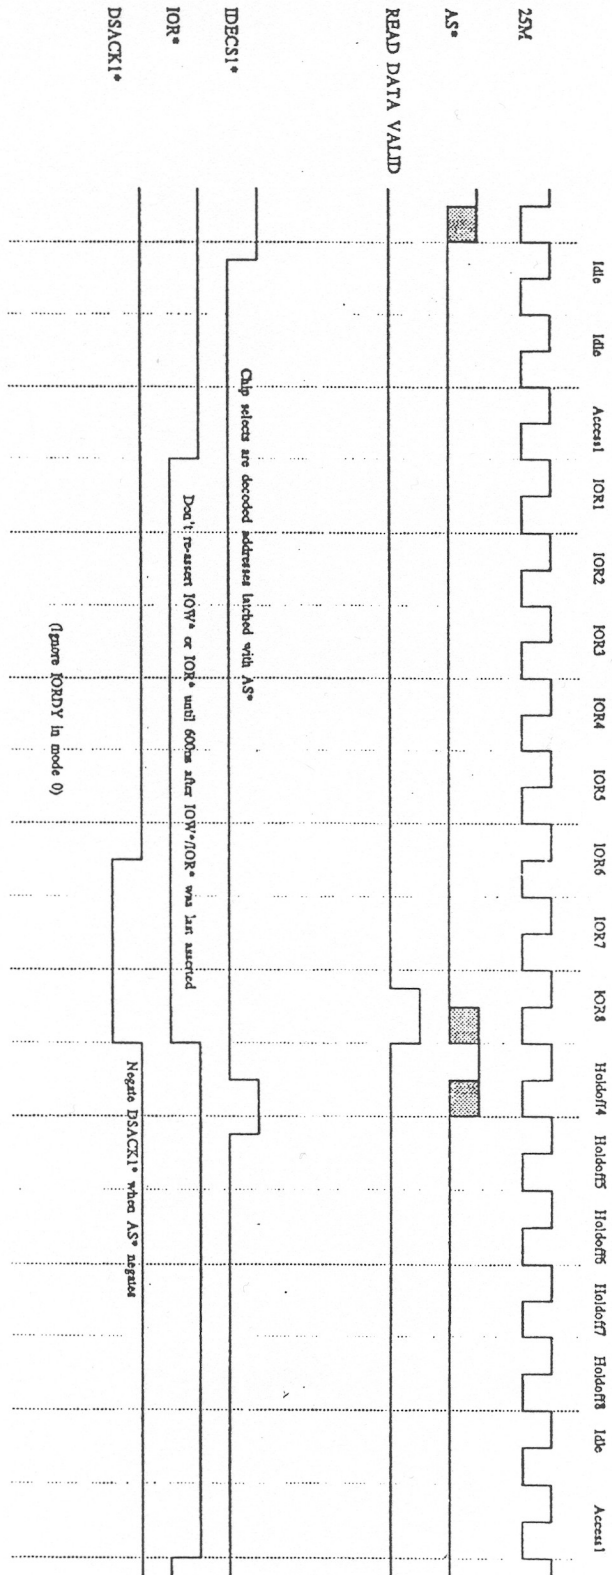 Idle
Idle
Access1
IOR1
IOR2
IOR3
IOR4
IOR5
IOR6
IOR7
IOR8
Holdoff4
Holdoff5
Holdoff6
Holdoff7
Holdoff8
Idle
Access1
25M
AS*
READ DATA VALID
IDECS1*
Chip selects are decoded addresses latched with AS*
IOR*
Don't re-assert IOW* or IOR* until 600ns after IOW*/IOR* was last asserted
DSACK1*
Negate DSACK1* when AS* negates
(Ignore IORDY in mode 0)